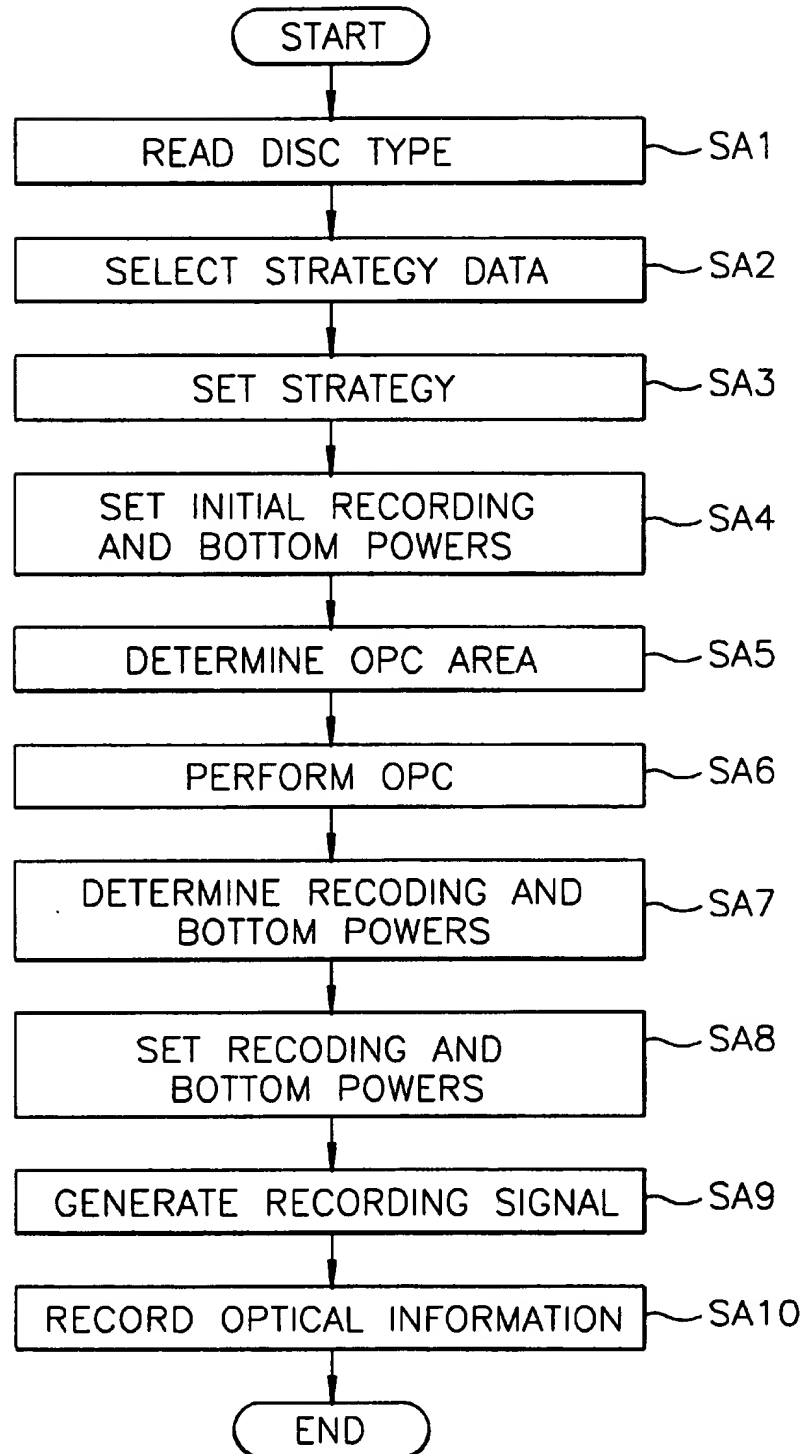 START
READ DISC TYPE
SA1
SELECT STRATEGY DATA
SA2
SET STRATEGY
SA3
SET INITIAL RECORDING
AND BOTTOM POWERS
SA4
DETERMINE OPC AREA
SA5
PERFORM OPC
SA6
DETERMINE RECODING AND
BOTTOM POWERS
SA7
SET RECODING AND
BOTTOM POWERS
SA8
GENERATE RECORDING SIGNAL
SA9
RECORD OPTICAL INFORMATION
SA10
END